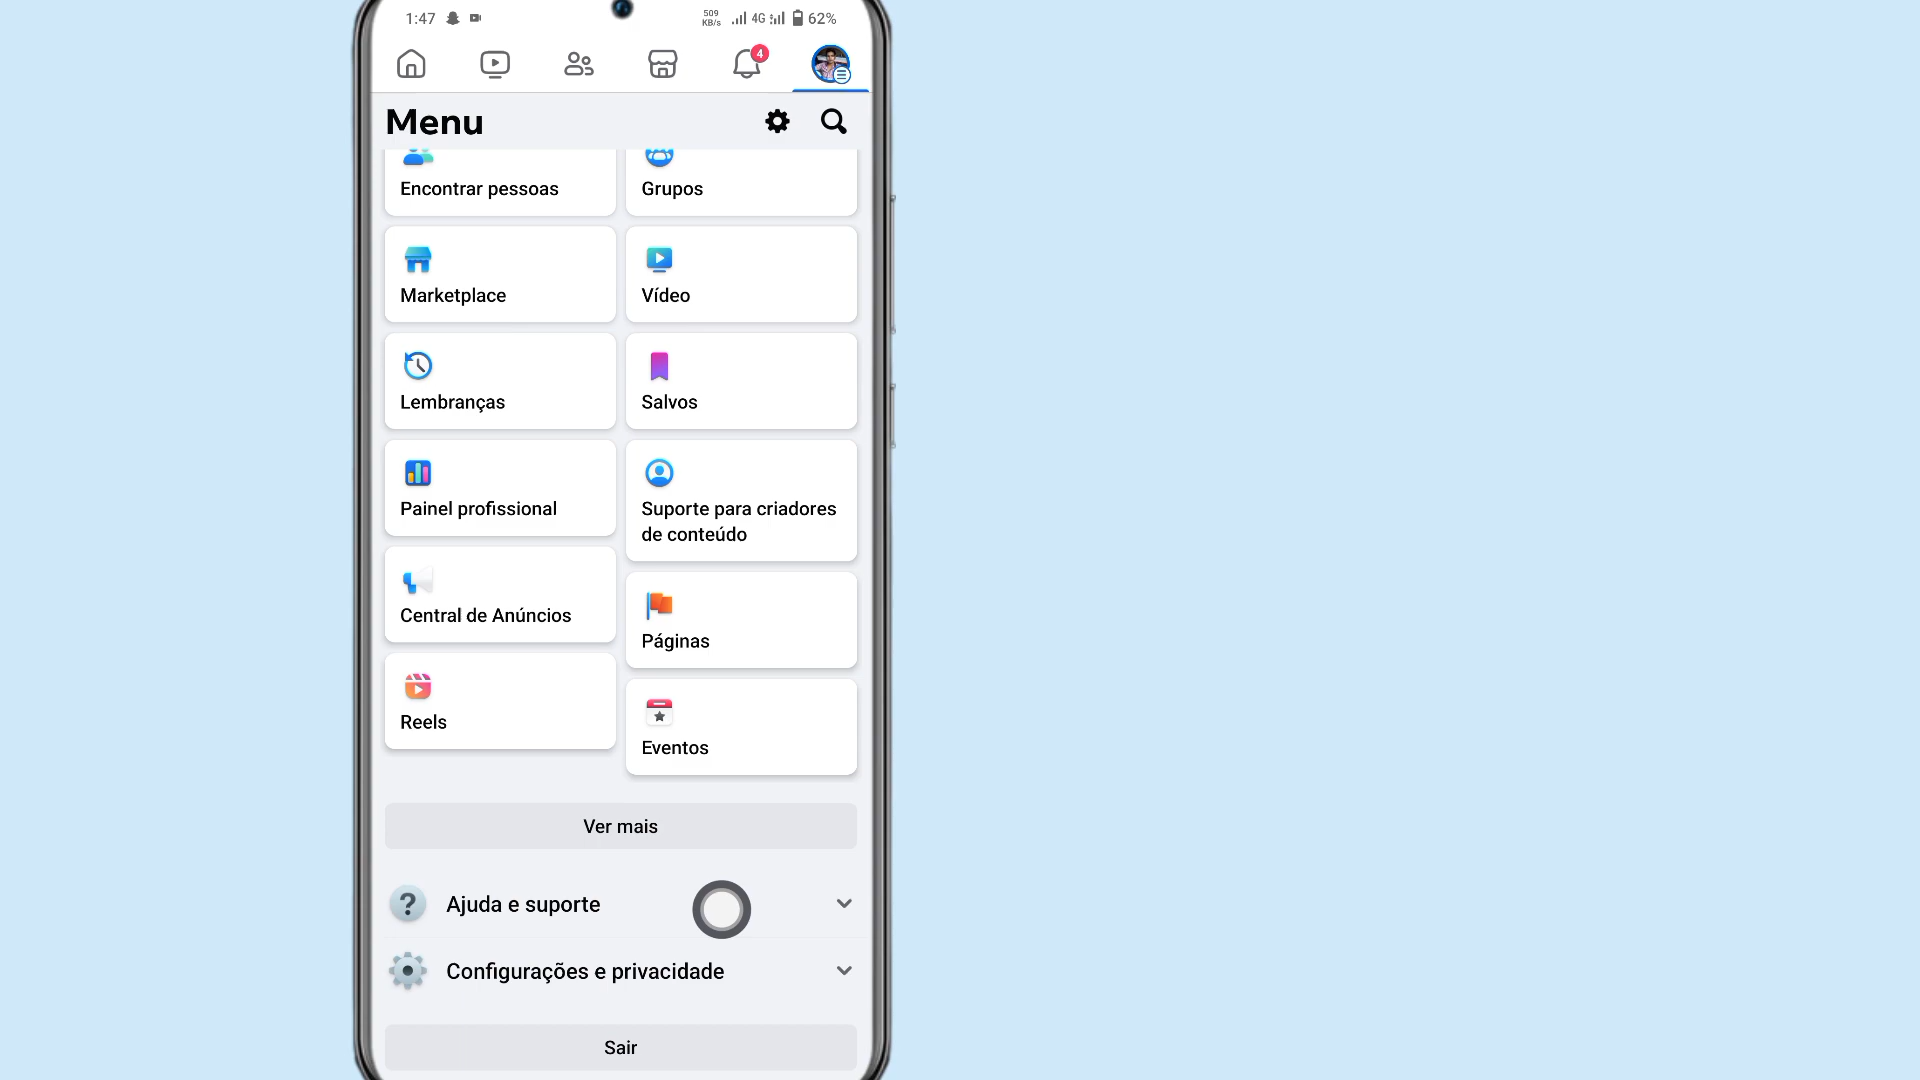 1:47
509
KB/s
4G
62%
4
Menu
Encontrar pessoas
Grupos
Marketplace
Vídeo
Lembranças
Salvos
Painel profissional
Suporte para criadores
de conteúdo
Central de Anúncios
Páginas
Reels
Eventos
Ver mais
? Ajuda e suporte
Configurações e privacidade
Sair